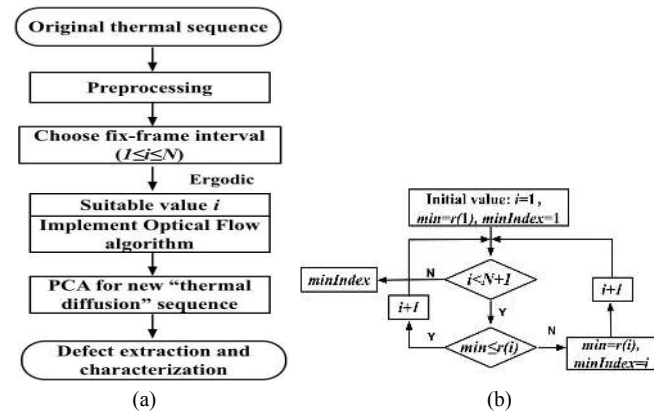 Original thermal sequence
Preprocessing
Choose fix-frame interval
(1≤i≤N)
Ergodic
Suitable value i
Implement Optical Flow
algorithm
PCA for new “thermal
diffusion” sequence
Defect extraction and
characterization
(a)
Initial value: i=1 ,
min=r(1), minIndex=1
i<N+1
N
minIndex
Y
min≤r(i)
Y
i+1
N
min=r(i),
minIndex=i
i+1
(b)